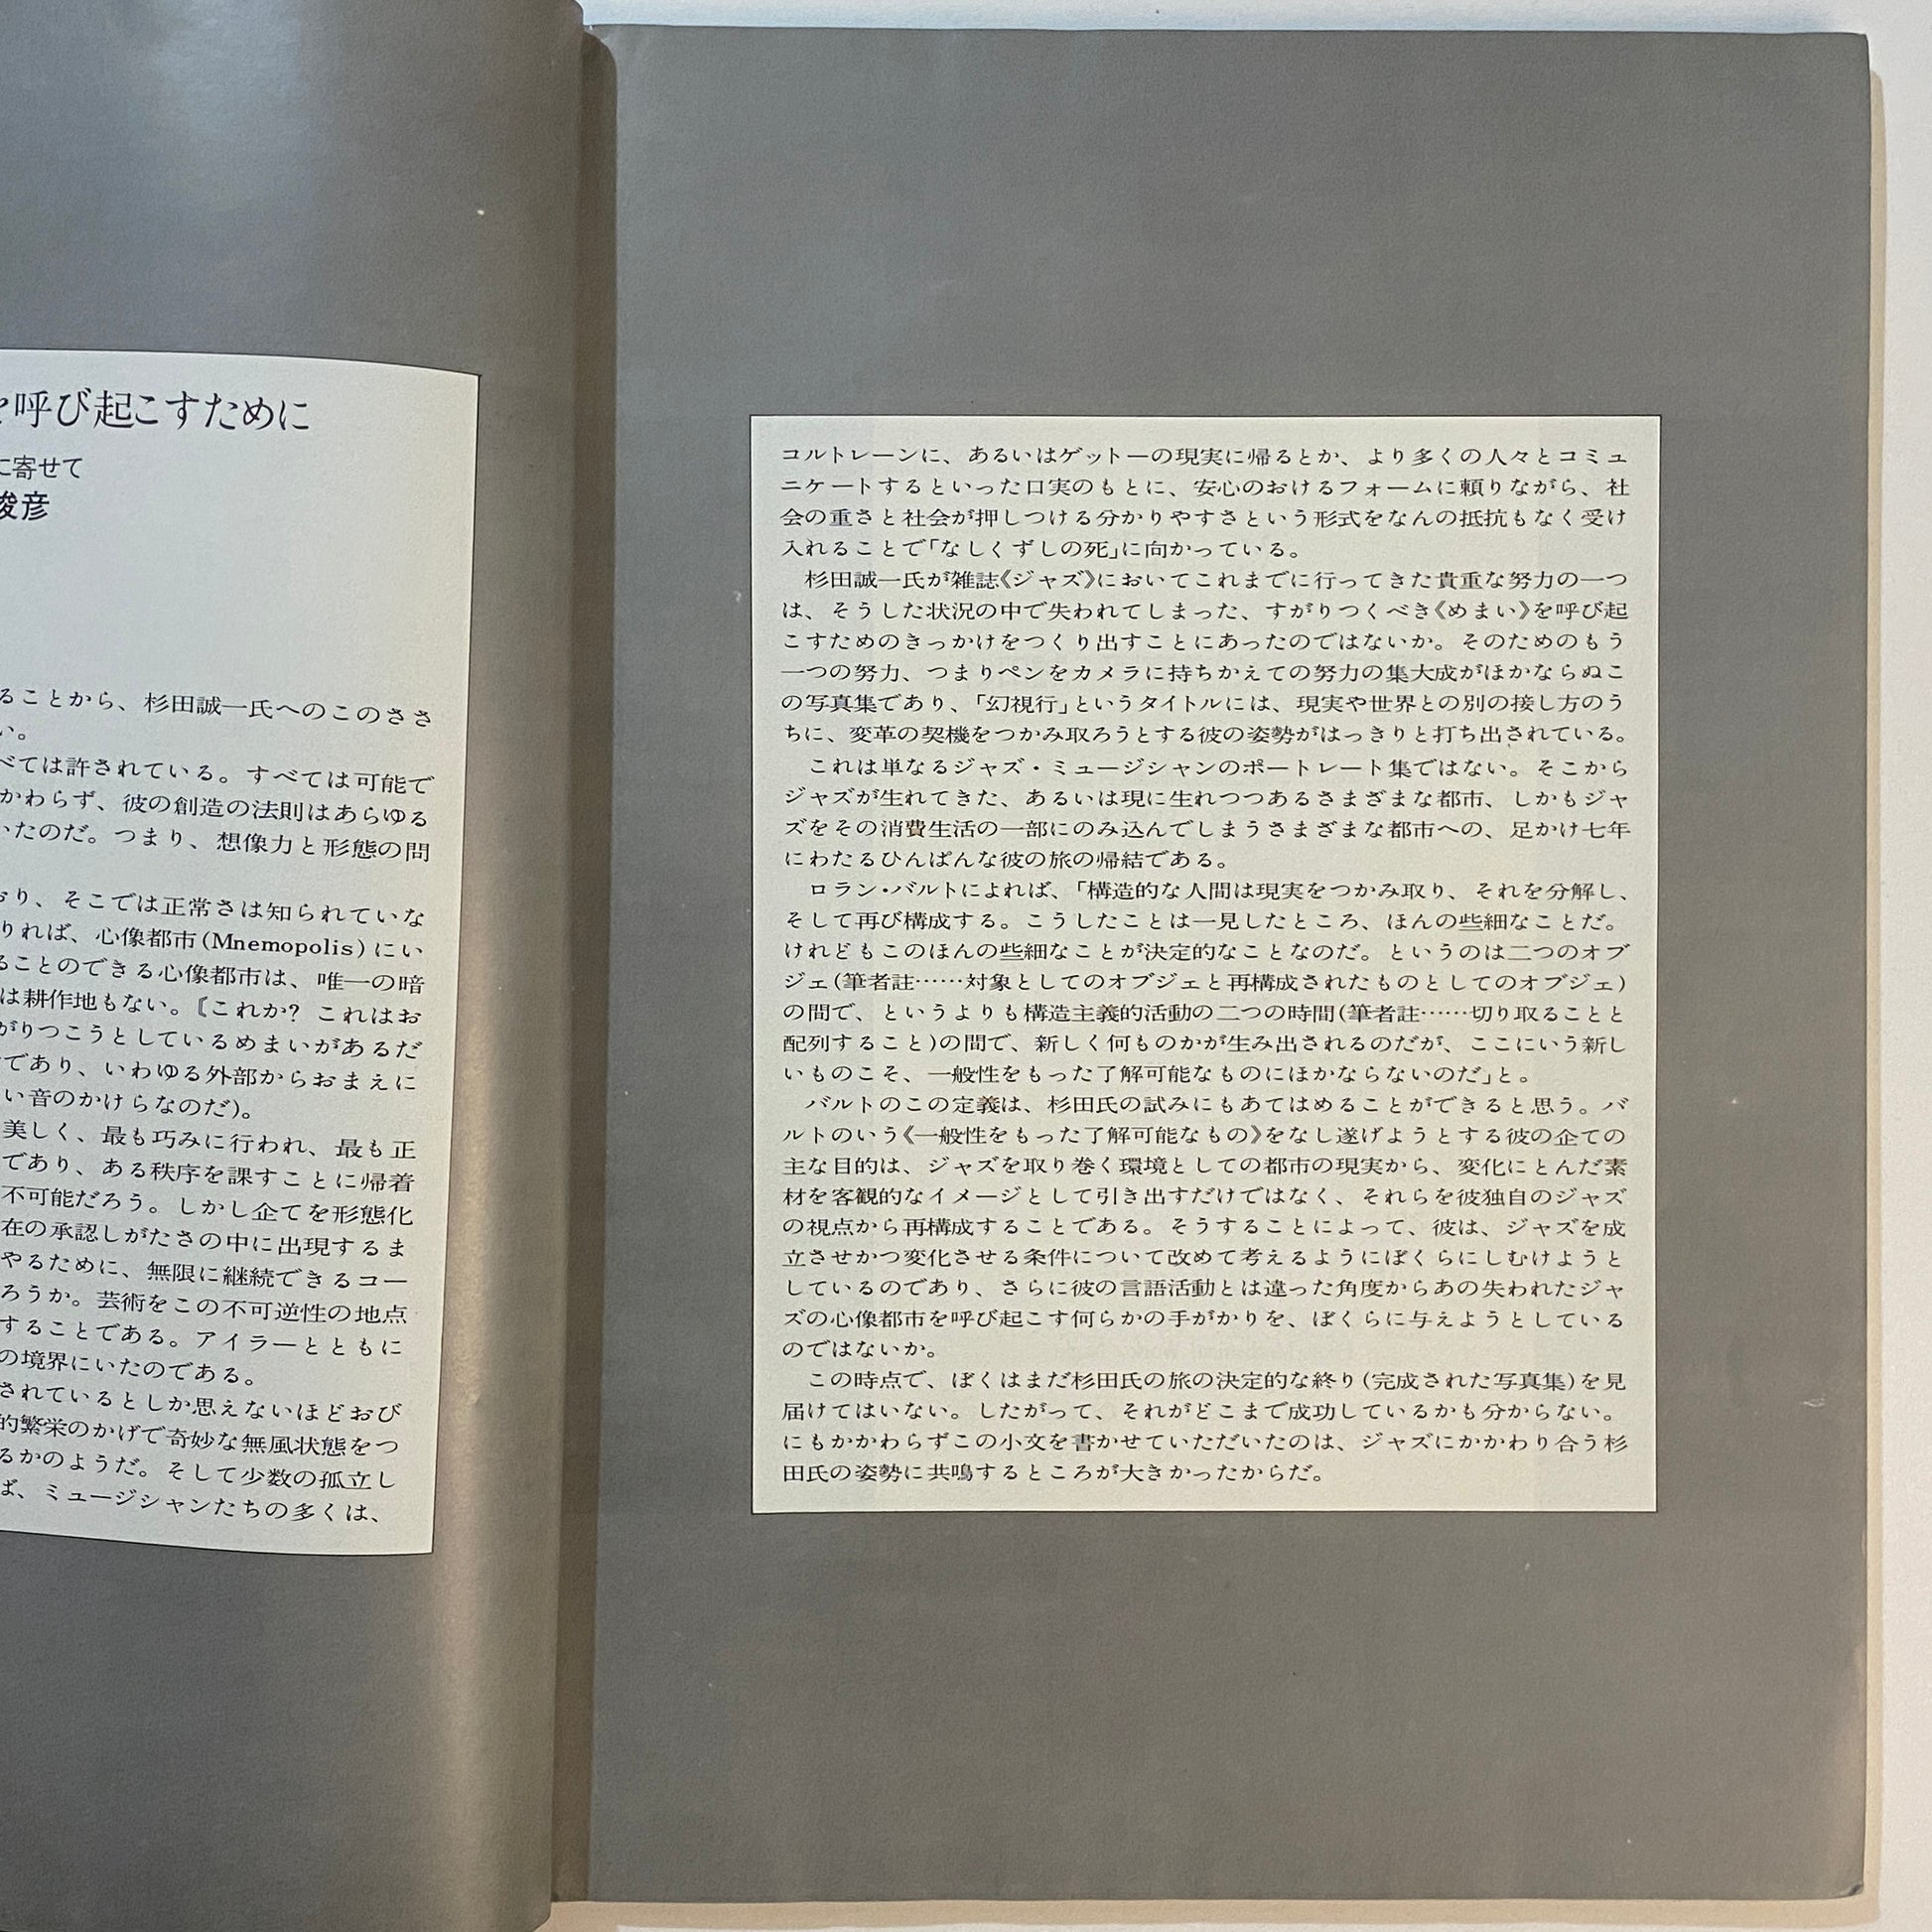 呼び起こすために
に寄せて
俊彦
ることから、杉田誠一氏へのこのささ
い。
べては許されている。すべては可能で
かわらず、彼の創造の法則はあらゆる
いたのだ。つまり、想像力と形態の問
おり、そこでは正常さは知られていな
りれば、心像都市(Mnemopolis)にい
ることのできる心像都市は、唯一の暗
は耕作地もない。⟪これか? これはお
がりつこうとしているめまいがあるだ
であり、いわゆる外部からおまえに
い音のかけらなのだ)。
美しく、最も巧みに行われ、最も正
であり、ある秩序を課すことに帰着
不可能だろう。しかし企てを形態化
在の承認しがたさの中に出現するま
やるために、無限に継続できるコー
ろうか。芸術をこの不可逆性の地点
することである。アイラーとともに
の境界にいたのである。
されているとしか思えないほどおび
的繁栄のかげで奇妙な無風状態をつ
るかのようだ。そして少数の孤立し
ば、ミュージシャンたちの多くは、
コルトレーンに、あるいはゲットーの現実に帰るとか、より多くの人々とコミュ
ニケートするといった口実のもとに、安心のおけるフォームに頼りながら、社
会の重さと社会が押しつける分かりやすさという形式をなんの抵抗もなく受け
入れることで「なしくずしの死」に向かっている。
杉田誠一氏が雑誌《ジャズ》においてこれまでに行ってきた貴重な努力の一つ
は、そうした状況の中で失われてしまった、すがりつくべき《めまい》を呼び起
こすためのきっかけをつくり出すことにあったのではないか。そのためのもう
一つの努力、つまりペンをカメラに持ちかえての努力の集大成がほかならぬこ
の写真集であり、「幻視行」というタイトルには、現実や世界との別の接し方のう
ちに、変革の契機をつかみ取ろうとする彼の姿勢がはっきりと打ち出されている。
これは単なるジャズ・ミュージシャンのポートレート集ではない。そこから
ジャズが生れてきた、あるいは現に生れつつあるさまざまな都市、しかもジャ
ズをその消費生活の一部にのみ込んでしまうさまざまな都市への、足かけ七年
にわたるひんぱんな彼の旅の帰結である。
ロラン・バルトによれば、「構造的な人間は現実をつかみ取り、それを分解し、
そして再び構成する。こうしたことは一見したところ、ほんの些細なことだ。
けれどもこのほんの些細なことが決定的なことなのだ。というのは二つのオブ
ジェ(筆者註……対象としてのオブジェと再構成されたものとしてのオブジェ)
の間で、というよりも構造主義的活動の二つの時間(筆者註……切り取ることと
配列すること)の間で、新しく何ものかが生み出されるのだが、ここにいう新し
いものこそ、一般性をもった了解可能なものにほかならないのだ」と。
バルトのこの定義は、杉田氏の試みにもあてはめることができると思う。バ
ルトのいう《一般性をもった了解可能なもの》をなし遂げようとする彼の企ての
主な目的は、ジャズを取り巻く環境としての都市の現実から、変化にとんだ素
材を客観的なイメージとして引き出すだけではなく、それらを彼独自のジャズ
の視点から再構成することである。そうすることによって、彼は、ジャズを成
立させかつ変化させる条件について改めて考えるようにぼくらにしむけようと
しているのであり、さらに彼の言語活動とは違った角度からあの失われたジャ
ズの心像都市を呼び起こす何らかの手がかりを、ぼくらに与えようとしている
のではないか。
この時点で、ぼくはまだ杉田氏の旅の決定的な終り(完成された写真集)を見
届けてはいない。したがって、それがどこまで成功しているかも分からない。
にもかかわらずこの小文を書かせていただいたのは、ジャズにかかわり合う杉
田氏の姿勢に共鳴するところが大きかったからだ。